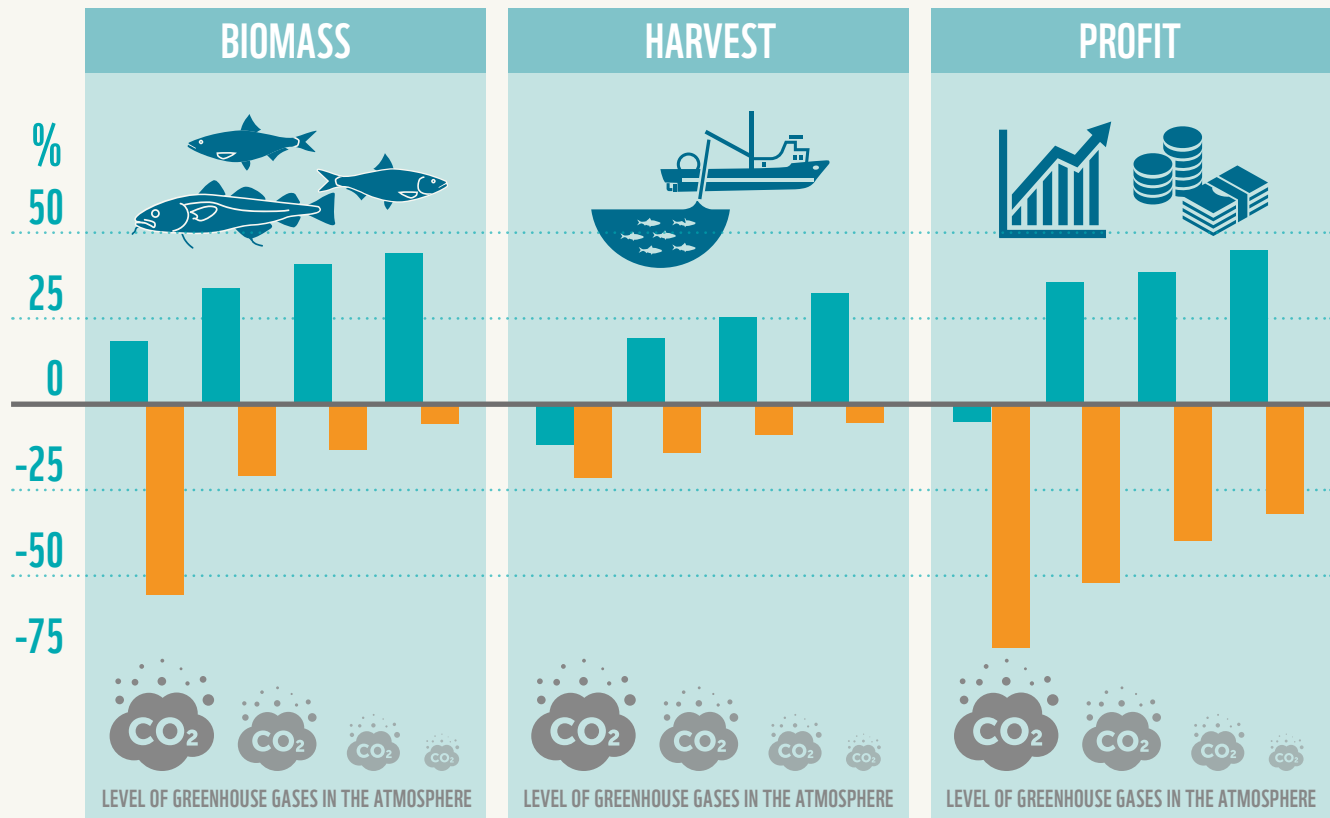 BIOMASS
HARVEST
PROFIT
%
50
25
0
-25
-50
-75
CO2
CO2
CO2
CO2
CO2
CO2
CO2
CO2
CO2
CO2
CO2
CO2
LEVEL OF GREENHOUSE GASES IN THE ATMOSPHERE
LEVEL OF GREENHOUSE GASES IN THE ATMOSPHERE
LEVEL OF GREENHOUSE GASES IN THE ATMOSPHERE